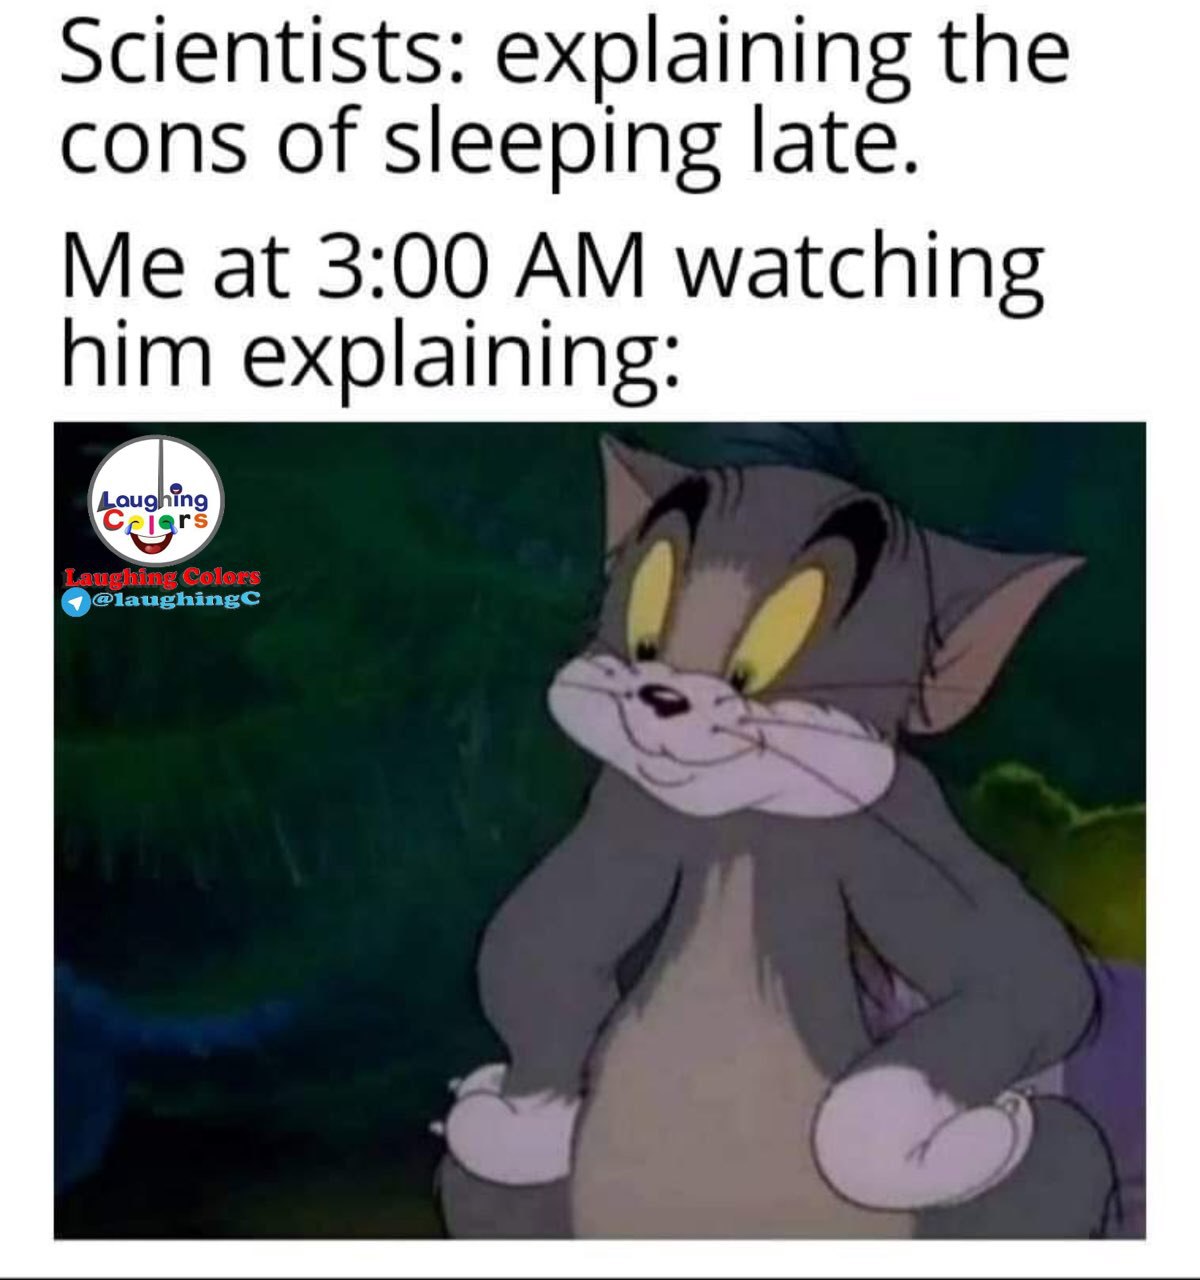 Scientists: explaining the
cons of sleeping late.
Me at 3:00 AM watching
him explaining:
Laughing
Colors
Laughing Colors
@laughingC